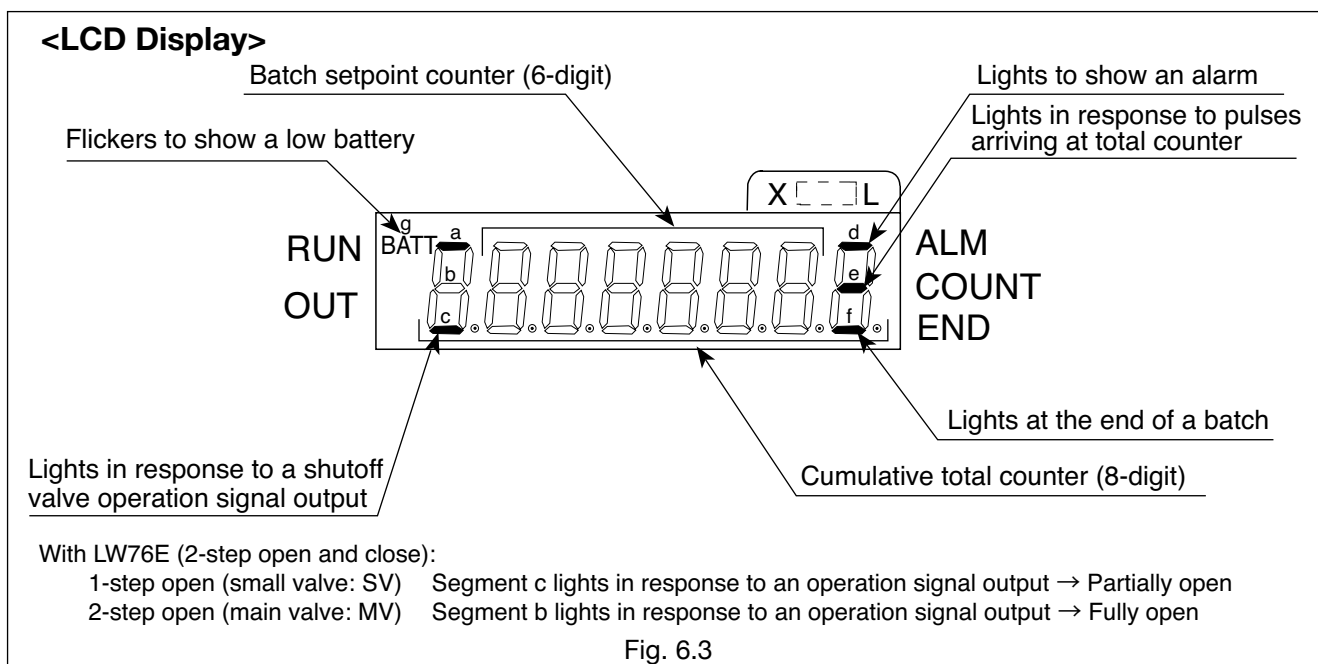 <LCD Display>
Batch setpoint counter (6-digit)
Lights to show an alarm
Flickers to show a low battery
Lights in response to pulses
arriving at total counter
X L
g
RUN BATT a d ALM
b e COUNT
OUT c f END
Lights at the end of a batch
Lights in response to a shutoff
valve operation signal output
Cumulative total counter (8-digit)
With LW76E (2-step open and close):
1-step open (small valve: SV) Segment c lights in response to an operation signal output → Partially open
2-step open (main valve: MV) Segment b lights in response to an operation signal output → Fully open
Fig. 6.3